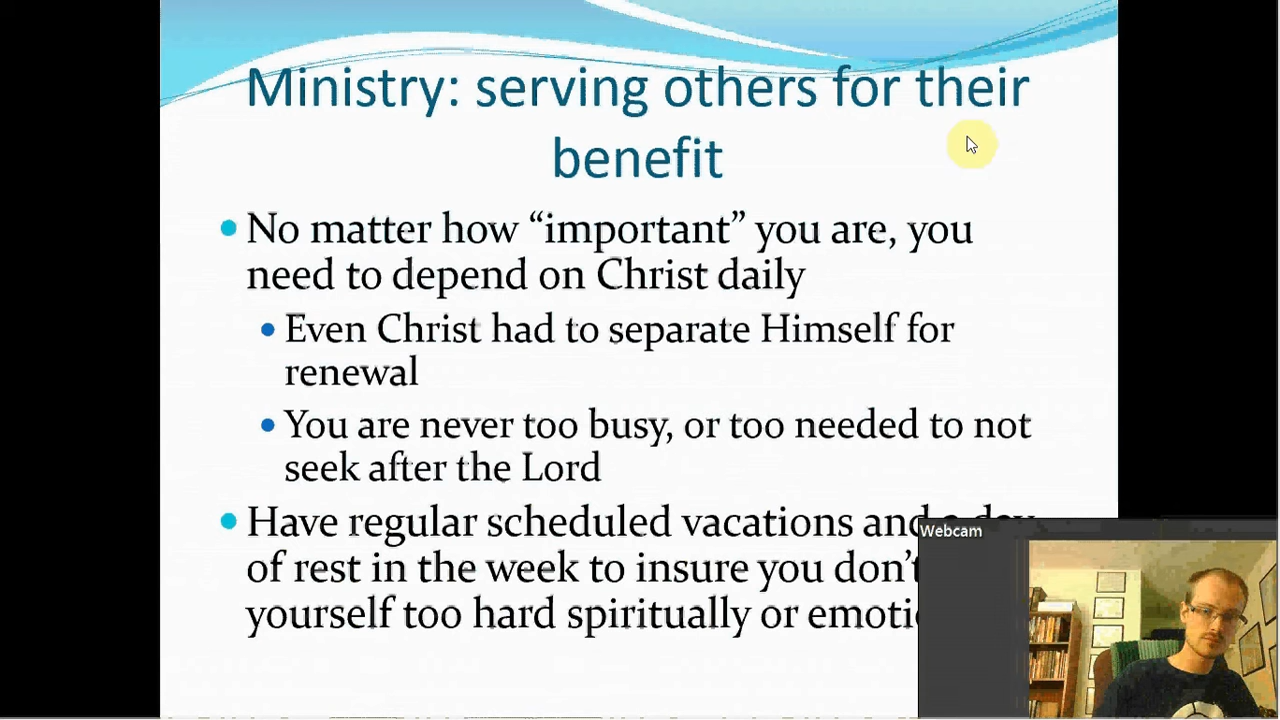 Ministry: serving others for their
benefit
No matter how “important” you are, you
need to depend on Christ daily
Even Christ had to separate Himself for
renewal
You are never too busy, or too needed to not
seek after the Lord
Have regular scheduled vacations and a day
of rest in the week to insure you don’t
yourself too hard spiritually or emoti
Webcam